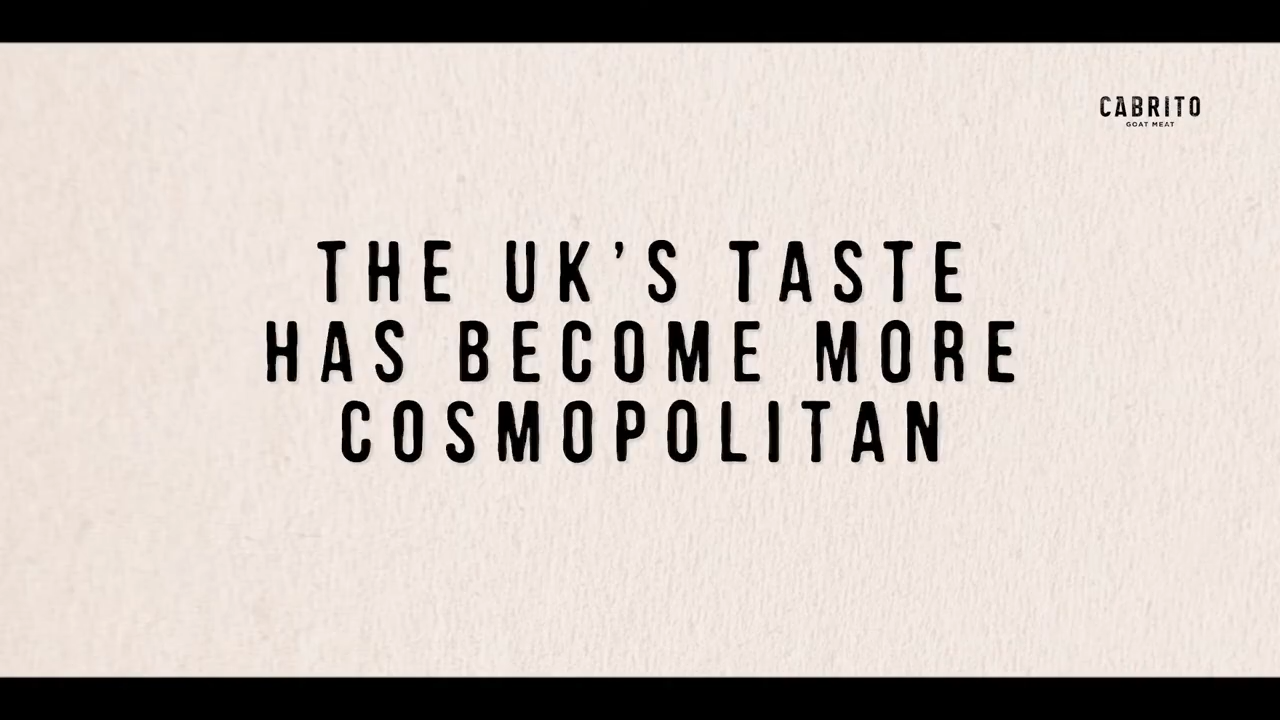 CABRITO
GOAT MEAT
THE UK’S TASTE
HAS BECOME MORE
COSMOPOLITAN